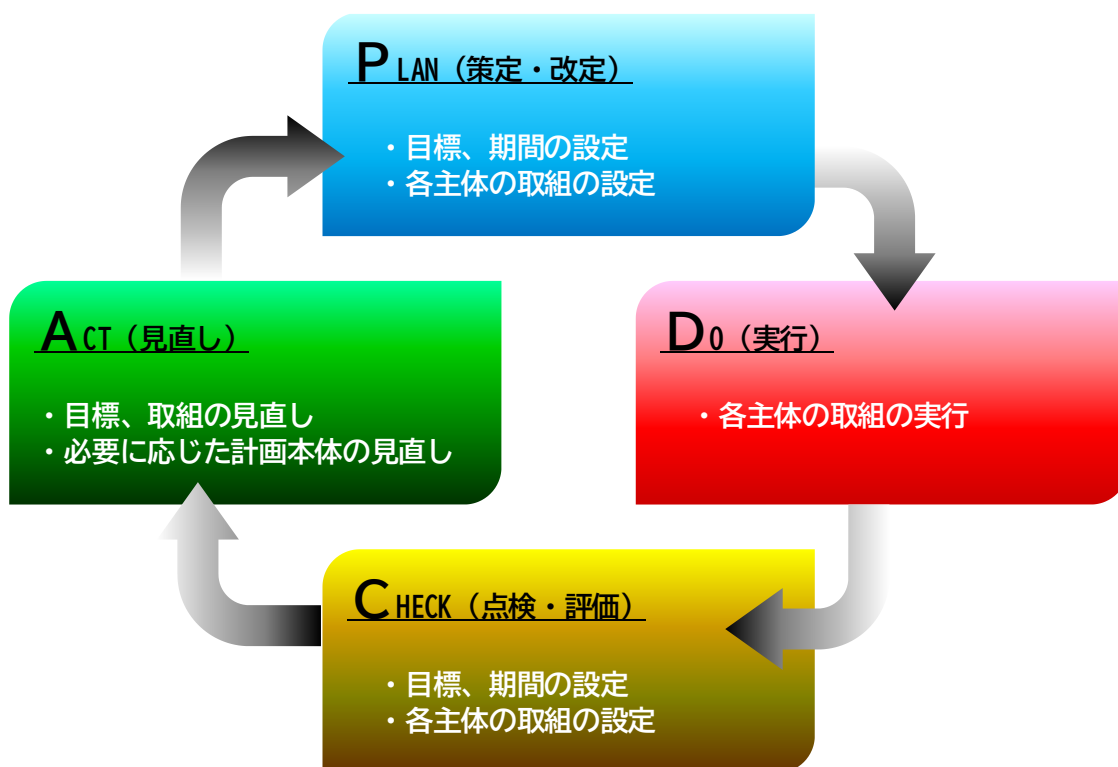 PLAN（策定・改定）
・目標、期間の設定
・各主体の取組の設定
DO（実行）
・各主体の取組の実行
CHECK（点検・評価）
・目標、期間の設定
・各主体の取組の設定
ACT（見直し）
・目標、取組の見直し
・必要に応じた計画本体の見直し